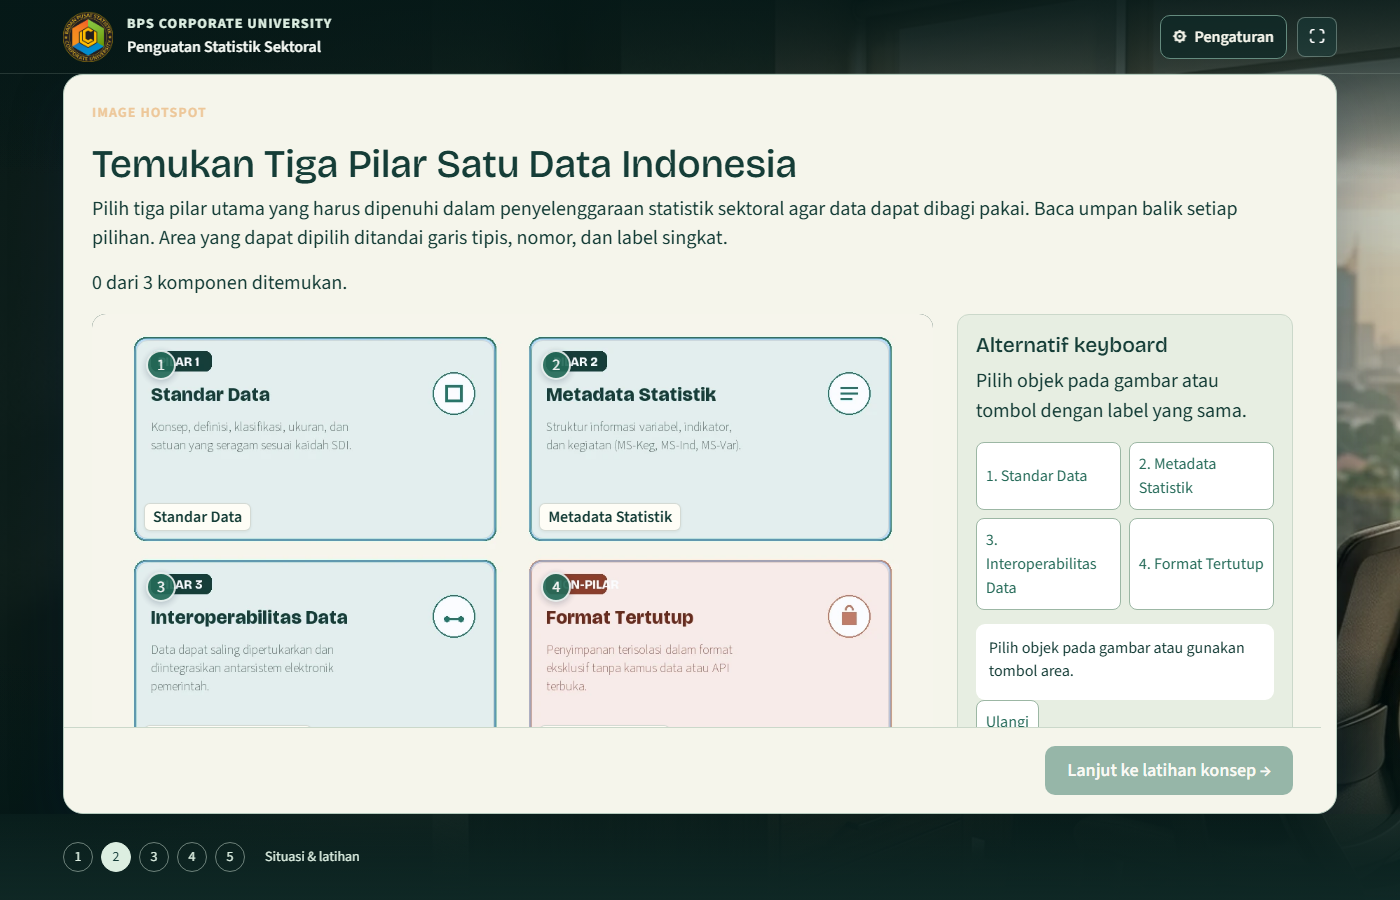 BPS CORPORATE UNIVERSITY
Penguatan Statistik Sektoral
Pengaturan
IMAGE HOTSPOT
Temukan Tiga Pilar Satu Data Indonesia
Pilih tiga pilar utama yang harus dipenuhi dalam penyelenggaraan statistik sektoral agar data dapat dibagi pakai. Baca umpan balik setiap
pilihan. Area yang dapat dipilih ditandai garis tipis, nomor, dan label singkat.
0 dari 3 komponen ditemukan.
1 AR 1
Standar Data
Konsep, definisi, klasifikasi, ukuran, dan
satuan yang seragam sesuai kaidah SDI.
Standar Data
2 AR 2
Metadata Statistik
Struktur informasi variabel, indikator,
dan kegiatan (MS-Keg, MS-Ind, MS-Var).
Metadata Statistik
3 AR 3
Interoperabilitas Data
Data dapat saling dipertukarkan dan
diintegrasikan antarsistem elektronik
pemerintah.
4 N-PILAR
Format Tertutup
Penyimpanan terisolasi dalam format
eksklusif tanpa kamus data atau API
terbuka.
Alternatif keyboard
Pilih objek pada gambar atau
tombol dengan label yang sama.
1. Standar Data
2. Metadata
Statistik
3.
Interoperabilitas
Data
4. Format Tertutup
Pilih objek pada gambar atau gunakan
tombol area.
Ulangi
Lanjut ke latihan konsep →
1 2 3 4 5 Situasi & latihan